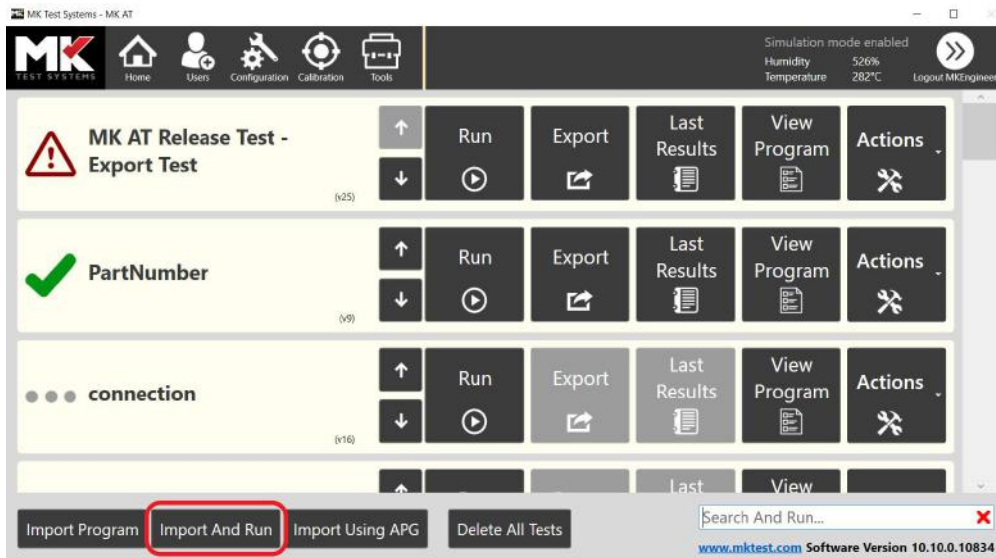 MK Test Systems - MK AT
MK
TEST SYSTEMS
Home
Users
Configuration
Calibration
Tools
Simulation mode enabled
Humidity 526%
Temperature 282°C
Logout MKEngineer
MK AT Release Test -
Export Test
(v25)
Run
Export
Last
Results
View
Program
Actions
PartNumber
(v9)
Run
Export
Last
Results
View
Program
Actions
connection
(v16)
Run
Export
Last
Results
View
Program
Actions
Last
View
Import Program
Import And Run
Import Using APG
Delete All Tests
Search And Run...
www.mktest.com Software Version 10.10.0.10834